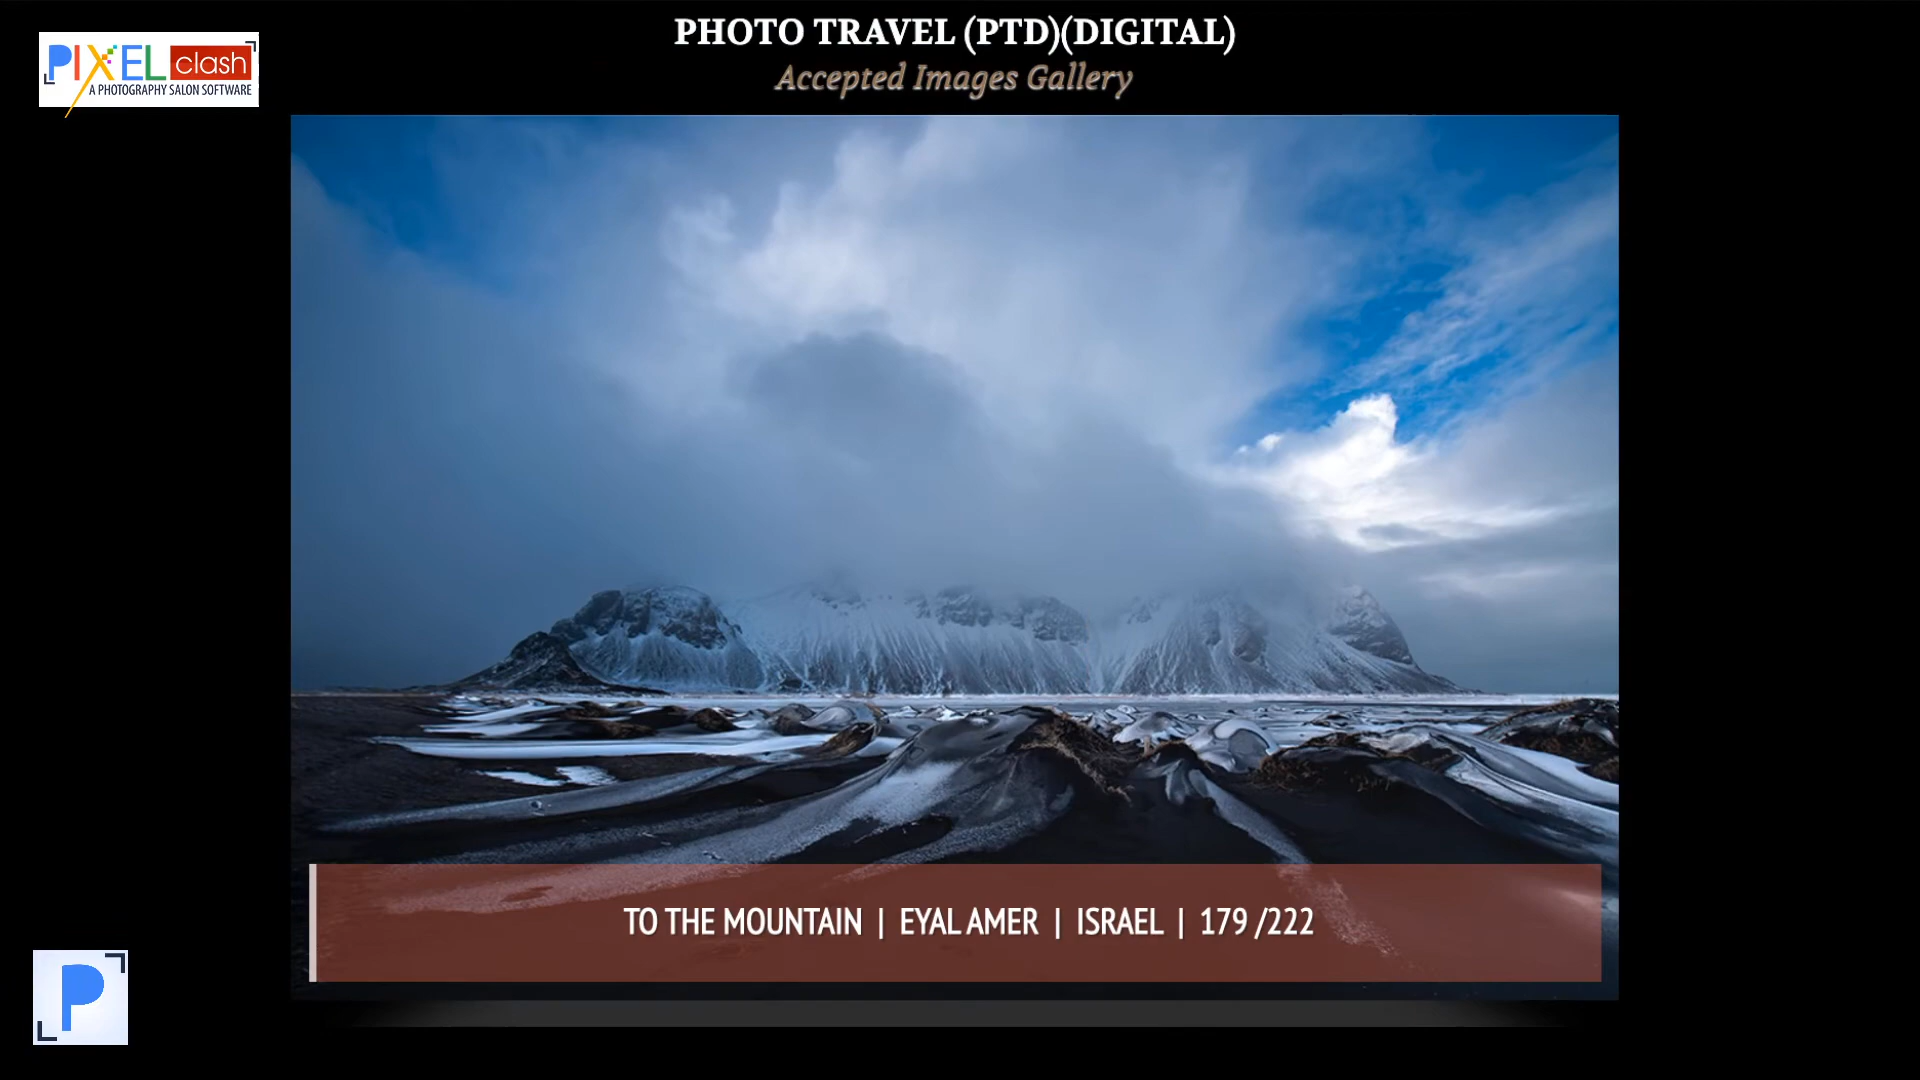 PHOTO TRAVEL (PTD)(DIGITAL)
Accepted Images Gallery
PIXEL clash
A PHOTOGRAPHY SALON SOFTWARE
TO THE MOUNTAIN | EYAL AMER | ISRAEL | 179 /222
P